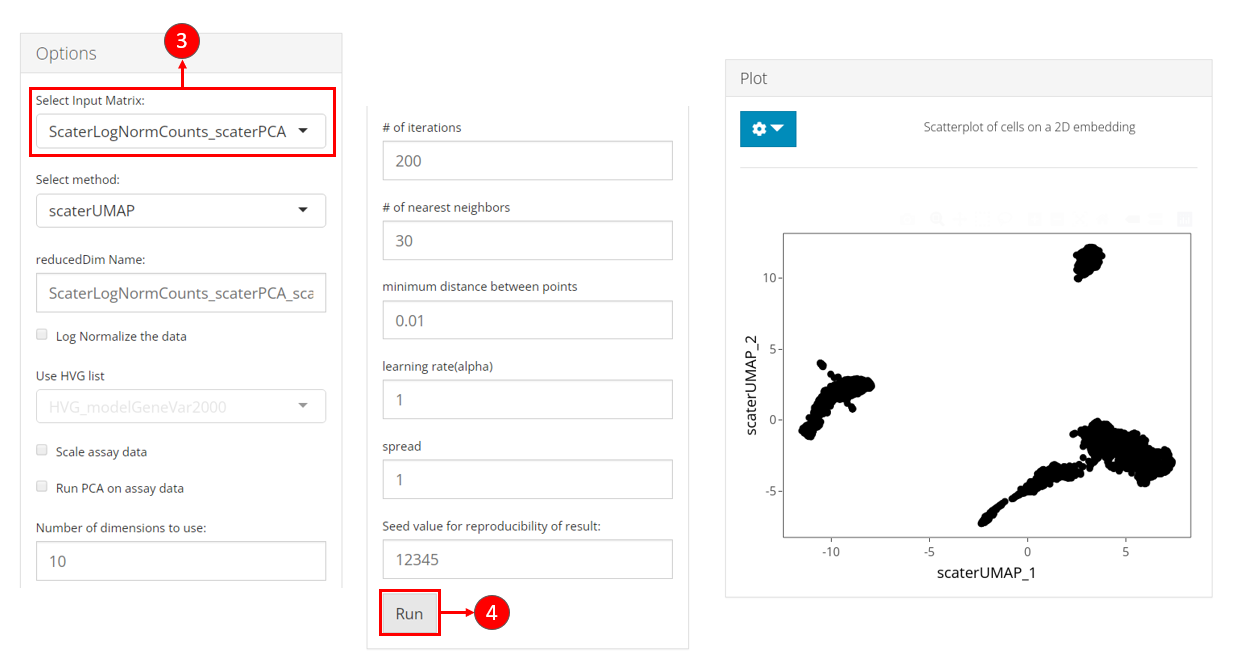 Options
3
Select Input Matrix:
ScaterLogNormCounts_scaterPCA
Select method:
scaterUMAP
reducedDim Name:
ScaterLogNormCounts_scaterPCA_sca
Log Normalize the data
Use HVG list
HVG_modelGeneVar2000
Scale assay data
Run PCA on assay data
Number of dimensions to use:
10
# of iterations
200
# of nearest neighbors
30
minimum distance between points
0.01
learning rate(alpha)
1
spread
1
Seed value for reproducibility of result:
12345
Run
4
Plot
Scatterplot of cells on a 2D embedding
scaterUMAP_2
10
5
0
-5
-10
-5
0
5
scaterUMAP_1